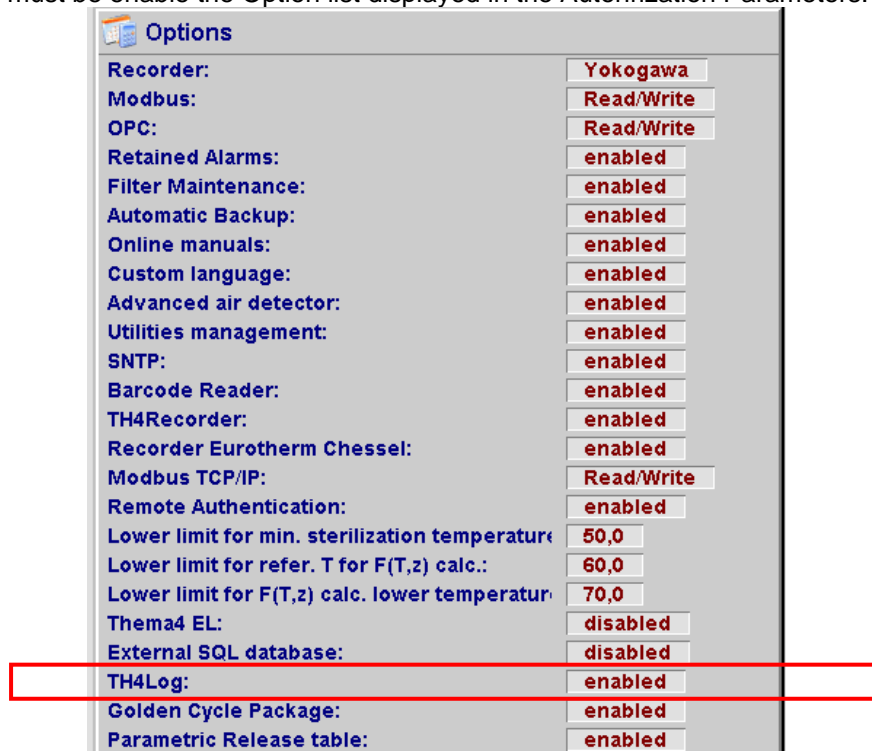 must be enable the Option list displayed in the Authorization Parameters.
Options
Recorder: Yokogawa
Modbus: Read/Write
OPC: Read/Write
Retained Alarms: enabled
Filter Maintenance: enabled
Automatic Backup: enabled
Online manuals: enabled
Custom language: enabled
Advanced air detector: enabled
Utilities management: enabled
SNTP: enabled
Barcode Reader: enabled
TH4Recorder: enabled
Recorder Eurotherm Chessel: enabled
Modbus TCP/IP: Read/Write
Remote Authentication: enabled
Lower limit for min. sterilization temperature 50,0
Lower limit for refer. T for F(T,z) calc.: 60,0
Lower limit for F(T,z) calc. lower temperatur 70,0
Thema4 EL: disabled
External SQL database: disabled
TH4Log: enabled
Golden Cycle Package: enabled
Parametric Release table: enabled